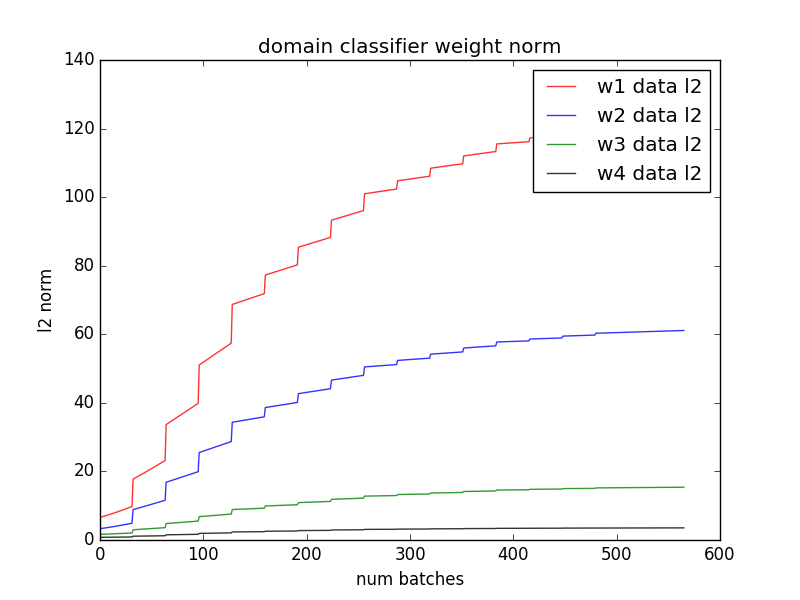 domain classifier weight norm
140
120
100
80
60
40
20
0
l2 norm
w1 data l2
w2 data l2
w3 data l2
w4 data l2
0 100 200 300 400 500 600
num batches